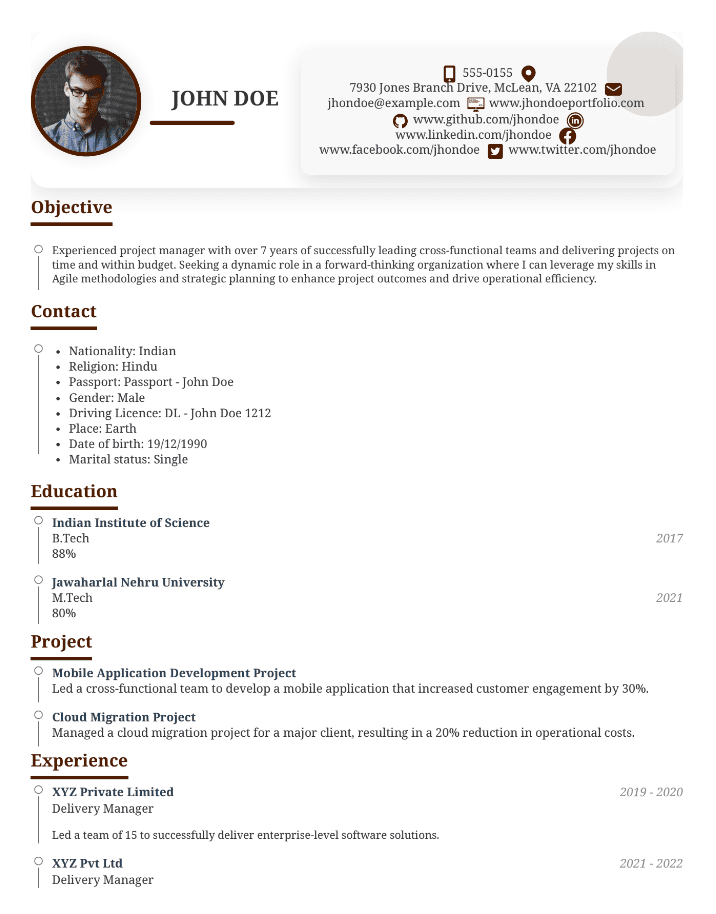 JOHN DOE
555-0155
7930 Jones Branch Drive, McLean, VA 22102
jhondoe@example.com www.jhondoeportfolio.com
www.github.com/jhondoe
www.linkedin.com/jhondoe
www.facebook.com/jhondoe www.twitter.com/jhondoe
Objective
Experienced project manager with over 7 years of successfully leading cross-functional teams and delivering projects on
time and within budget. Seeking a dynamic role in a forward-thinking organization where I can leverage my skills in
Agile methodologies and strategic planning to enhance project outcomes and drive operational efficiency.
Contact
• Nationality: Indian
• Religion: Hindu
• Passport: Passport - John Doe
• Gender: Male
• Driving Licence: DL - John Doe 1212
• Place: Earth
• Date of birth: 19/12/1990
• Marital status: Single
Education
Indian Institute of Science
B.Tech 2017
88%
Jawaharlal Nehru University
M.Tech 2021
80%
Project
Mobile Application Development Project
Led a cross-functional team to develop a mobile application that increased customer engagement by 30%.
Cloud Migration Project
Managed a cloud migration project for a major client, resulting in a 20% reduction in operational costs.
Experience
XYZ Private Limited 2019 - 2020
Delivery Manager
Led a team of 15 to successfully deliver enterprise-level software solutions.
XYZ Pvt Ltd 2021 - 2022
Delivery Manager